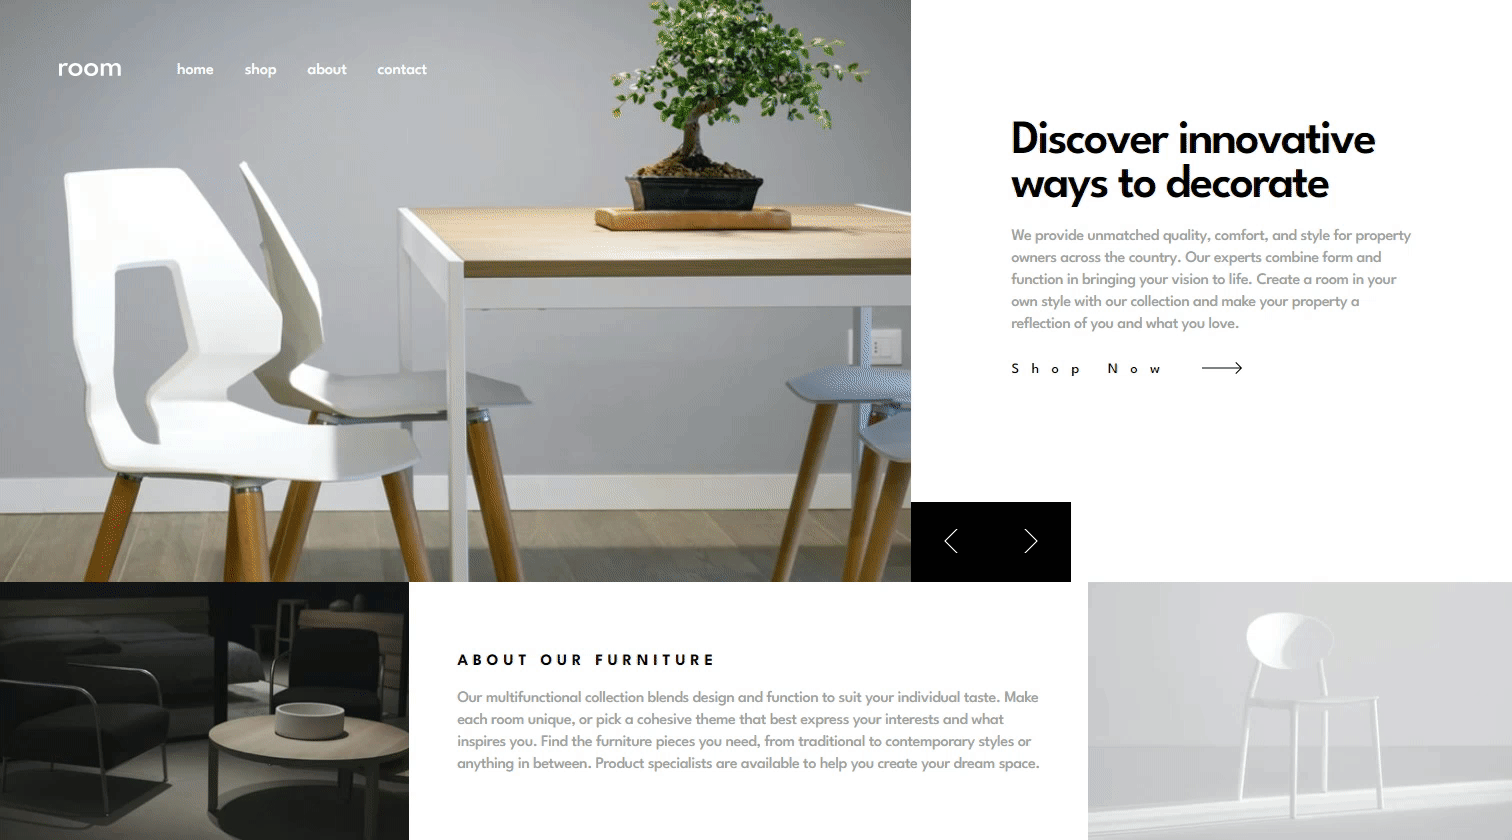 room
home shop about contact
Discover innovative
ways to decorate
We provide unmatched quality, comfort, and style for property
owners across the country. Our experts combine form and
function in bringing your vision to life. Create a room in your
own style with our collection and make your property a
reflection of you and what you love.
Shop Now
ABOUT OUR FURNITURE
Our multifunctional collection blends design and function to suit your individual taste. Make
each room unique, or pick a cohesive theme that best express your interests and what
inspires you. Find the furniture pieces you need, from traditional to contemporary styles or
anything in between. Product specialists are available to help you create your dream space.